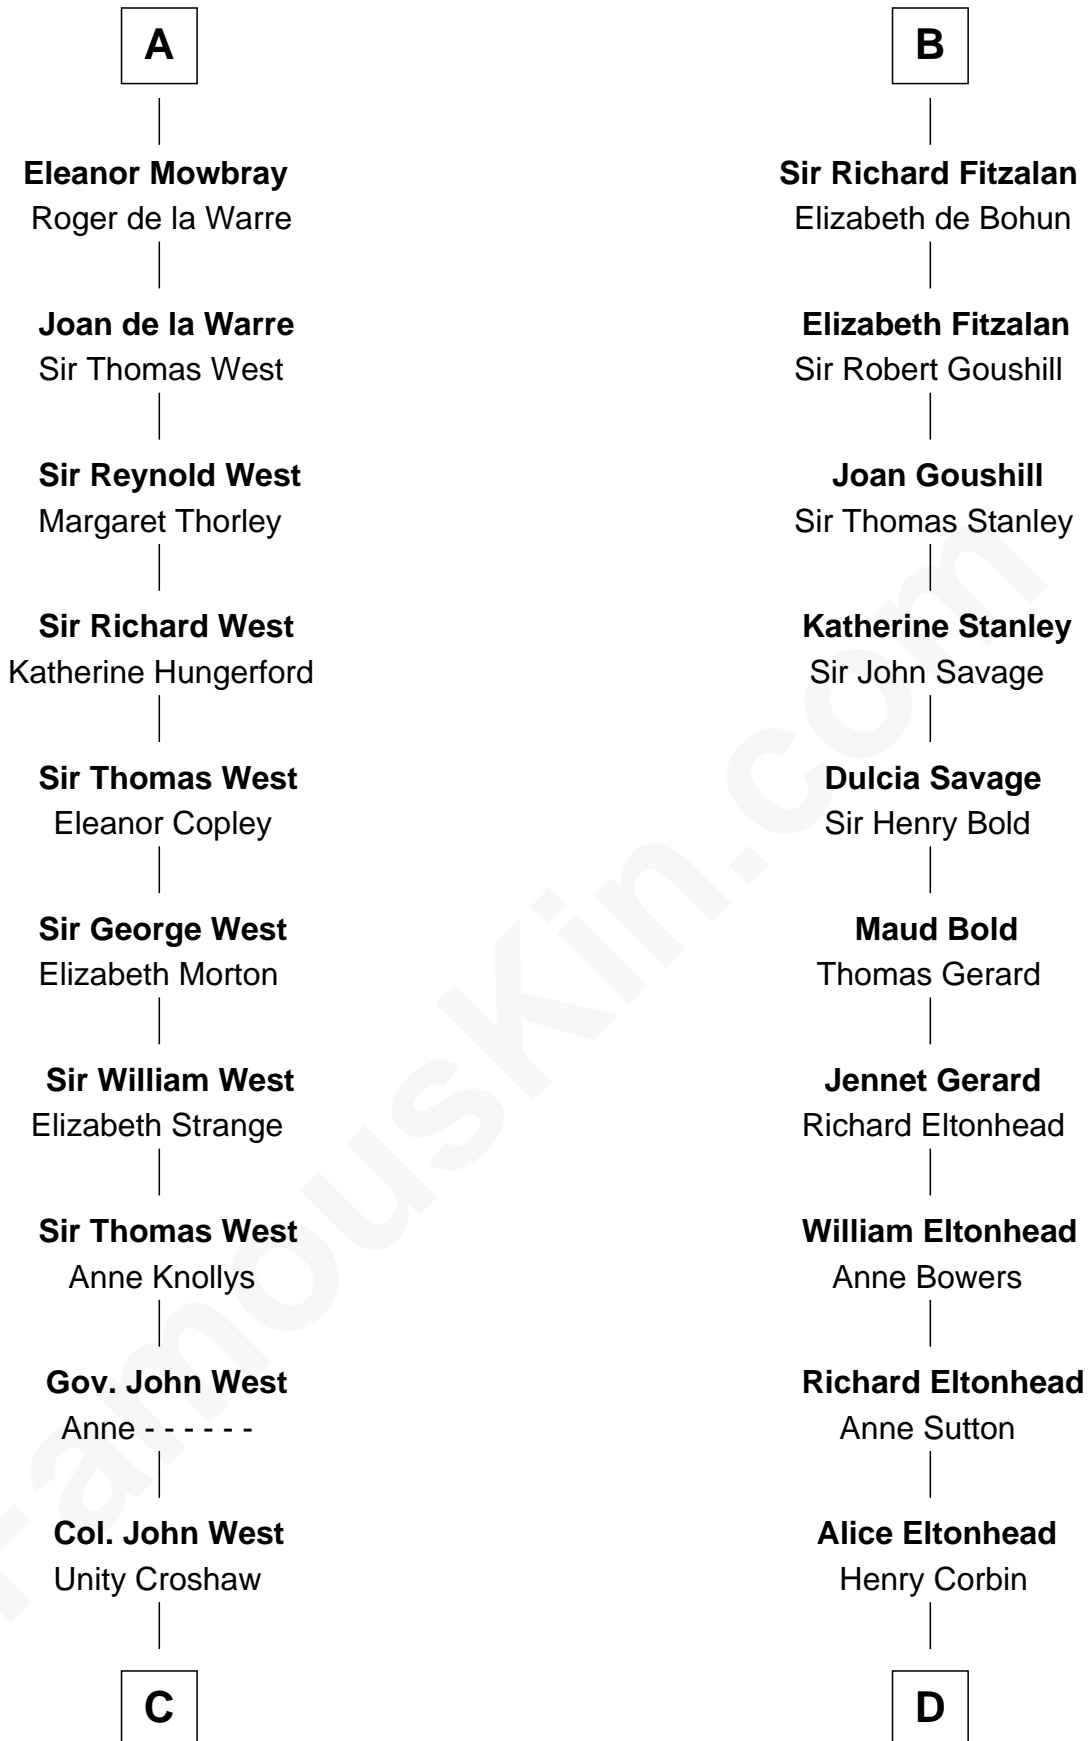 A
Eleanor Mowbray
Roger de la Warre
Joan de la Warre
Sir Thomas West
Sir Reynold West
Margaret Thorley
Sir Richard West
Katherine Hungerford
Sir Thomas West
Eleanor Copley
Sir George West
Elizabeth Morton
Sir William West
Elizabeth Strange
Sir Thomas West
Anne Knollys
Gov. John West
Anne - - - - - -
Col. John West
Unity Croshaw
C
B
Sir Richard Fitzalan
Elizabeth de Bohun
Elizabeth Fitzalan
Sir Robert Goushill
Joan Goushill
Sir Thomas Stanley
Katherine Stanley
Sir John Savage
Dulcia Savage
Sir Henry Bold
Maud Bold
Thomas Gerard
Jennet Gerard
Richard Eltonhead
William Eltonhead
Anne Bowers
Richard Eltonhead
Anne Sutton
Alice Eltonhead
Henry Corbin
D
FamousKin.com